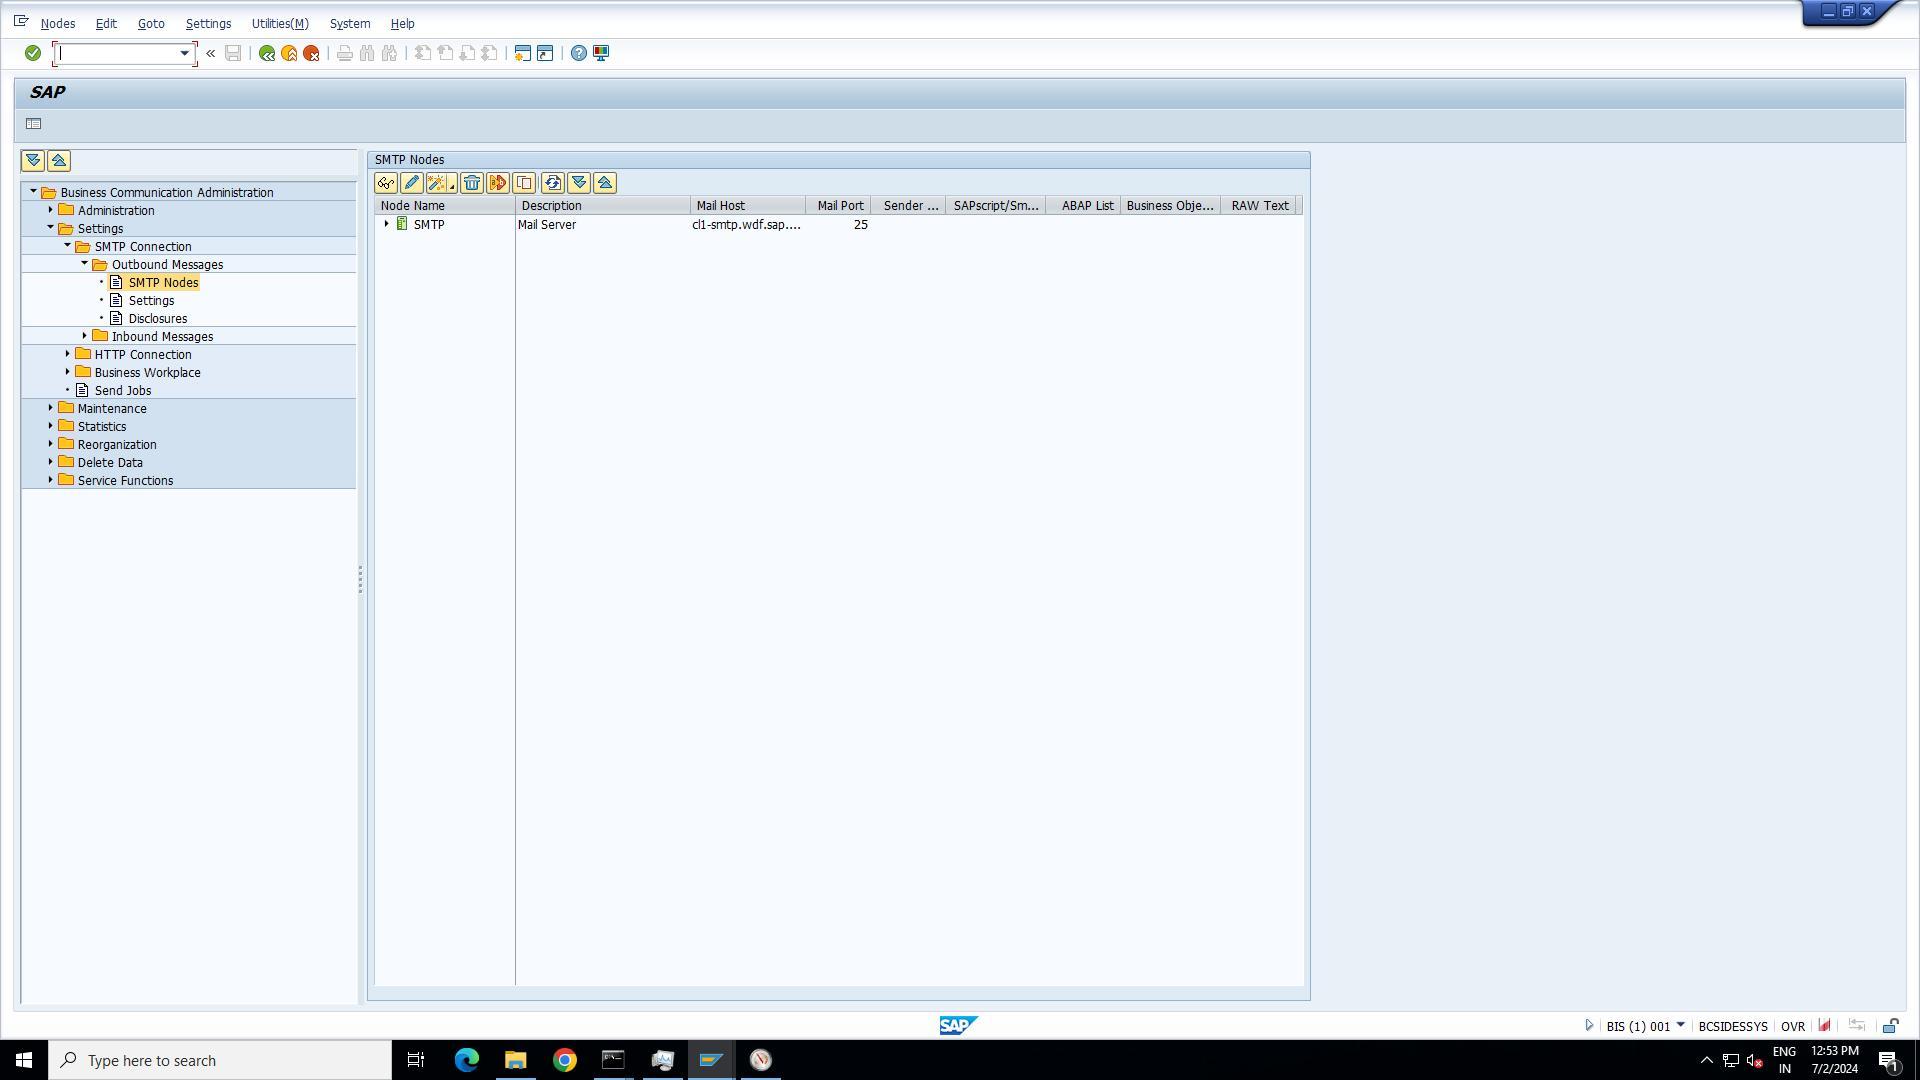 Nodes Edit Goto Settings Utilities(M) System Help
SAP
SMTP Nodes
Node Name Description Mail Host Mail Port Sender ... SAPscript/Sm... ABAP List Business Obje... RAW Text
SMTP Mail Server cl1-smtp.wdf.sap.... 25
Business Communication Administration
Administration
Settings
SMTP Connection
Outbound Messages
SMTP Nodes
Settings
Disclosures
Inbound Messages
HTTP Connection
Business Workplace
Send Jobs
Maintenance
Statistics
Reorganization
Delete Data
Service Functions
SAP
BIS (1) 001 BCSIDESSYS OVR
Type here to search
ENG
IN
12:53 PM
7/2/2024
1